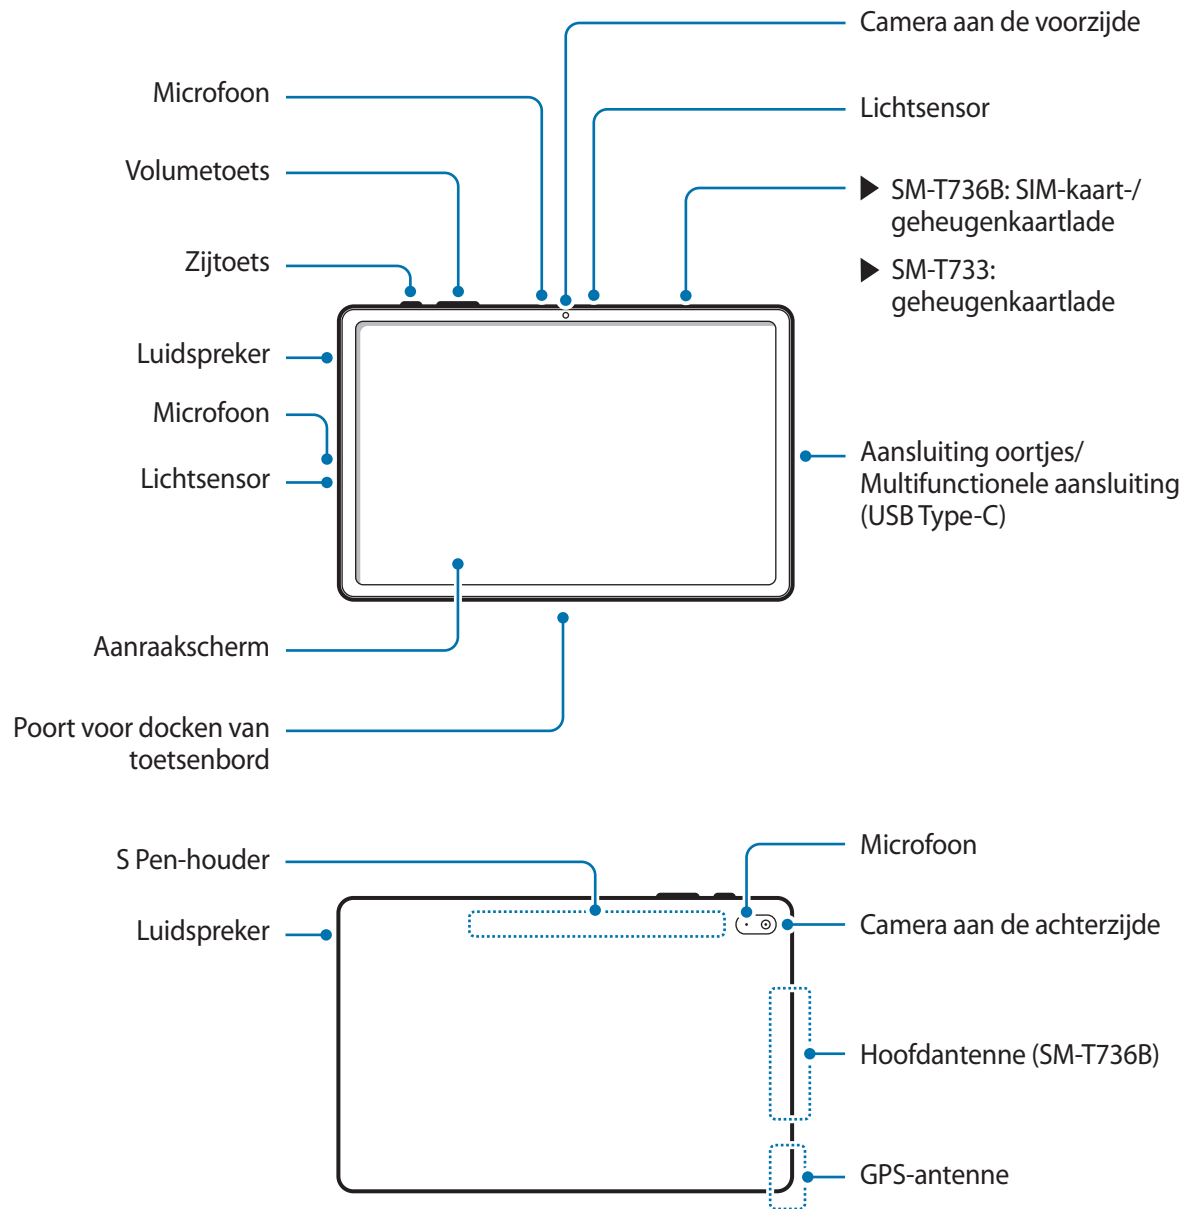 Camera aan de voorzijde
Microfoon
Lichtsensor
Volumetoets
▶ SM-T736B: SIM-kaart-/
geheugenkaartlade
Zijtoets
▶ SM-T733:
geheugenkaartlade
Luidspreker
Microfoon
Lichtsensor
Aansluiting oortjes/
Multifunctionele aansluiting
(USB Type-C)
Aanraakscherm
Poort voor docken van
toetsenbord
S Pen-houder
Microfoon
Luidspreker
Camera aan de achterzijde
Hoofdantenne (SM-T736B)
GPS-antenne